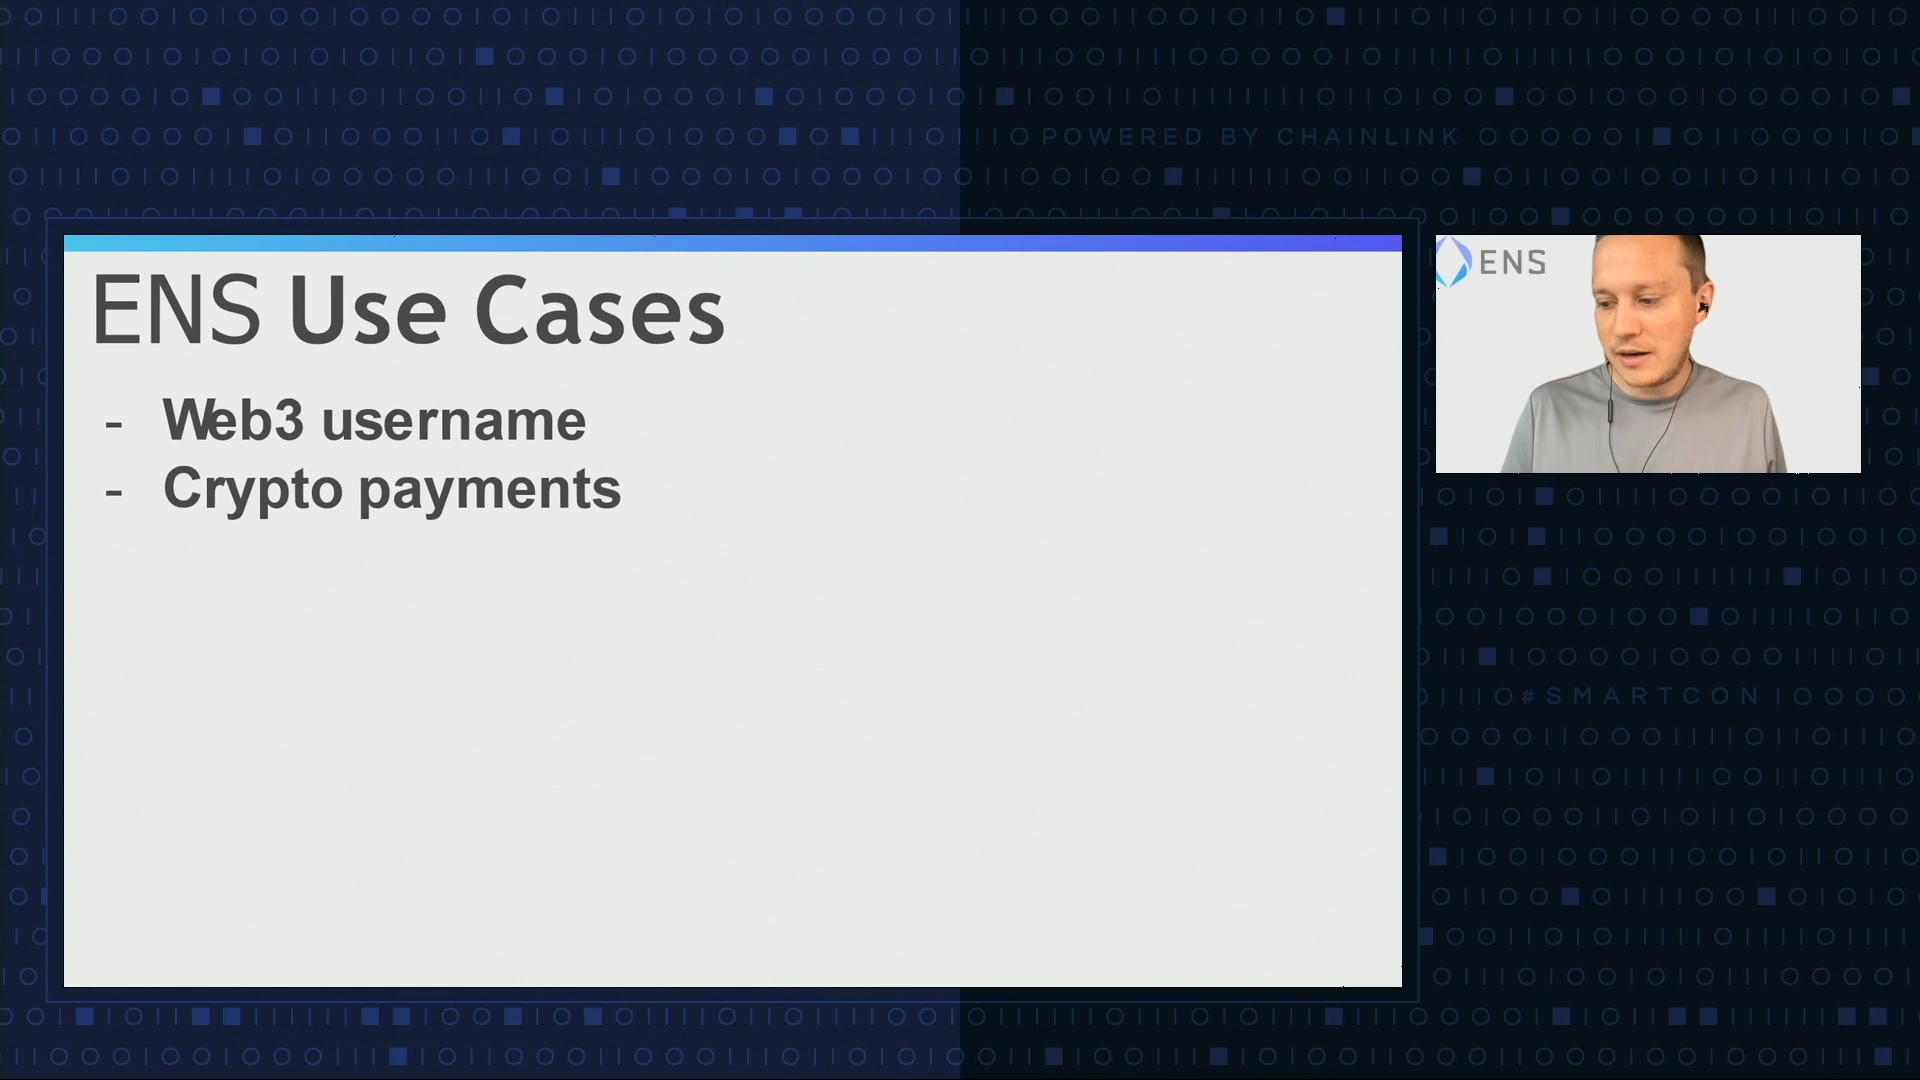 POWERED BY CHAINLINK
ENS Use Cases
- Web3 username
- Crypto payments
ENS
#SMARTCON